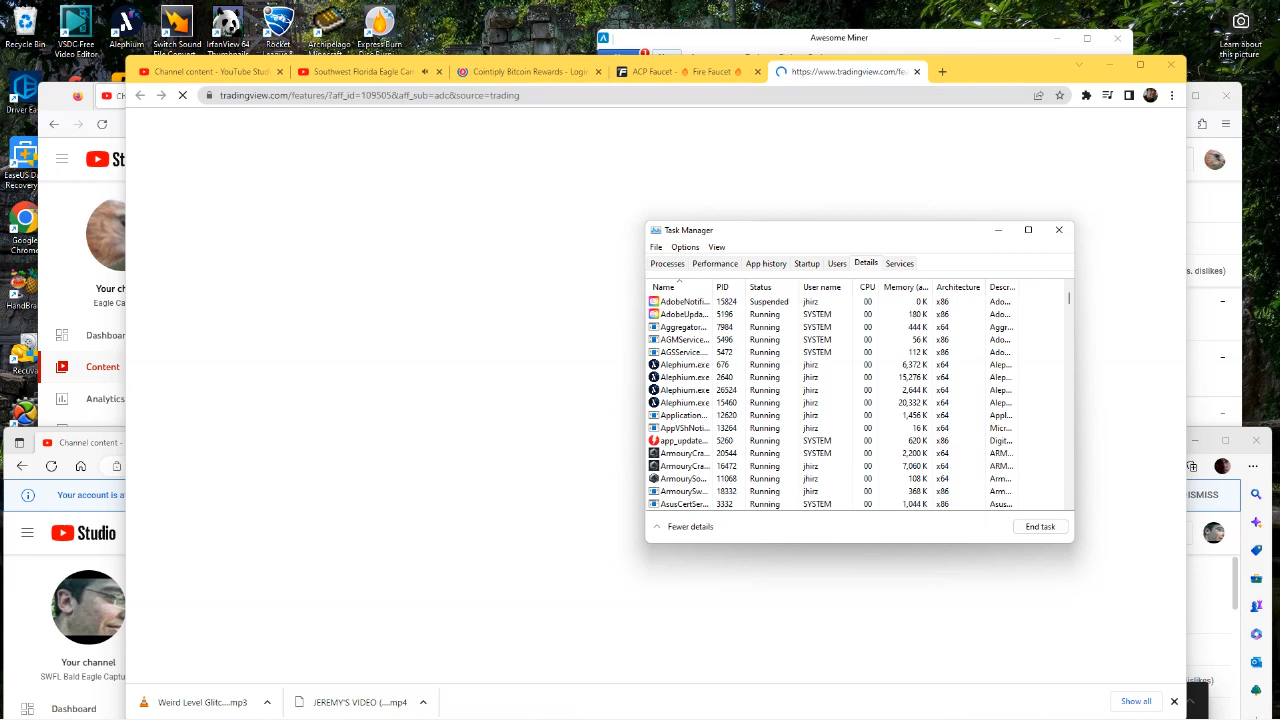 Recycle Bin
VSDC-Free Video Editor
Alephium
Switch Sound File Convert...
IrfanView 64 Thumbnails
Rocket League
Archipelago Minecraft
Express Burn Disc Burn
Awesome Miner
Learn about this picture
Channel content - YouTube Studi
Southwest Florida Eagle Cam
Cointiply Bitcoin Rewards - Login
ACP Faucet - 🔥 Fire Faucet 🔥
https://www.tradingview.com/fea
tradingview.com/features/?aff_id=109505&aff_sub=adc&source=trading
Driver Eas
EaseUS Da
Recovery
Google
Chrome
HandBra
Recuva
Ch
St
Your ch
Eagle Ca
Dashboar
Content
Analytics
s, dislikes)
Task Manager
File Options View
Processes Performance App history Startup Users Details Services
Name PID Status User name CPU Memory (a... Architecture Descr...
AdobeNotifi... 15824 Suspended jhirz 00 0 K x86 Ado...
AdobeUpda... 5196 Running SYSTEM 00 180 K x86 Ado...
Aggregator... 7984 Running SYSTEM 00 444 K x64 Aggr...
AGMService... 5496 Running SYSTEM 00 56 K x86 Ado...
AGSService.... 5472 Running SYSTEM 00 112 K x86 Ado...
Alephium.exe 676 Running jhirz 00 6,372 K x64 Alep...
Alephium.exe 2640 Running jhirz 00 15,276 K x64 Alep...
Alephium.exe 26524 Running jhirz 00 2,644 K x64 Alep...
Alephium.exe 15460 Running jhirz 00 20,332 K x64 Alep...
Application... 12620 Running jhirz 00 1,456 K x64 Appl...
AppVShNoti... 13264 Running jhirz 00 16 K x64 Micr...
app_update... 5260 Running SYSTEM 00 620 K x86 Digit...
ArmouryCra... 20544 Running SYSTEM 00 2,200 K x64 ARM...
ArmouryCra... 16472 Running jhirz 00 7,060 K x64 ARM...
ArmourySo... 11068 Running jhirz 00 108 K x64 Arm...
ArmourySw... 18332 Running jhirz 00 368 K x64 Arm...
AsusCertSer... 3332 Running SYSTEM 00 1,044 K x86 Asus...
Fewer details
End task
Channel content -
Your account is a
ISMISS
Studio
Your channel
SWFL Bald Eagle Captu
Dashboard
kes)
Weird Level Glitc....mp3
JEREMY'S VIDEO (....mp4
Show all